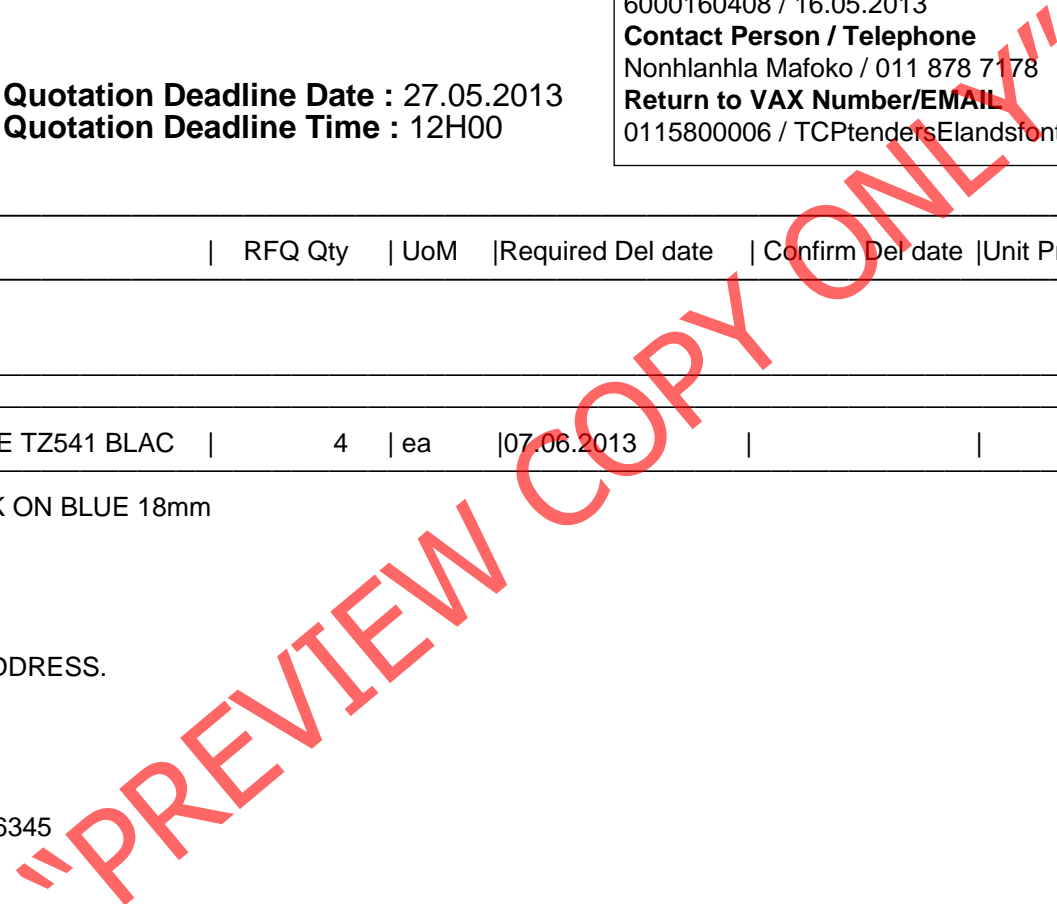 6000160408 / 16.05.2013
Contact Person / Telephone
Nonhlanhla Mafoko / 011 878 7178
Quotation Deadline Date : 27.05.2013
Return to VAX Number/EMAIL
Quotation Deadline Time : 12H00
0115800006 / TCPtendersElandsfont
| RFQ Qty | UoM |Required Del date | Confirm Del date |Unit Pr
E TZ541 BLAC | 4 | ea |07.06.2013 | |
K ON BLUE 18mm
DDRESS.
6345
"PREVIEW COPY ONLY"